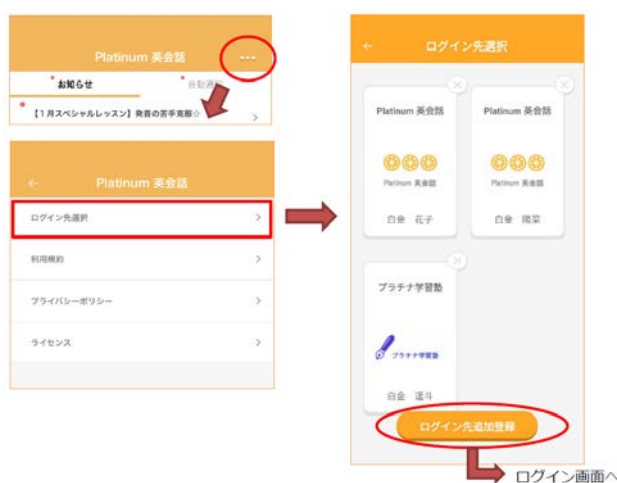 Platinum 英会話
お知らせ
【1月スペシャルレッスン】発音の苦手克服☆
Platinum 英会話
ログイン先選択
利用規約
プライバシーポリシー
ライセンス
ログイン先選択
Platinum 英会話
Platinum 英会話
白金 花子
Platinum 英会話
Platinum 英会話
白金 陽菜
プラチナ学習塾
プラチナ学習塾
白金 遥斗
ログイン先追加登録
ログイン画面へ